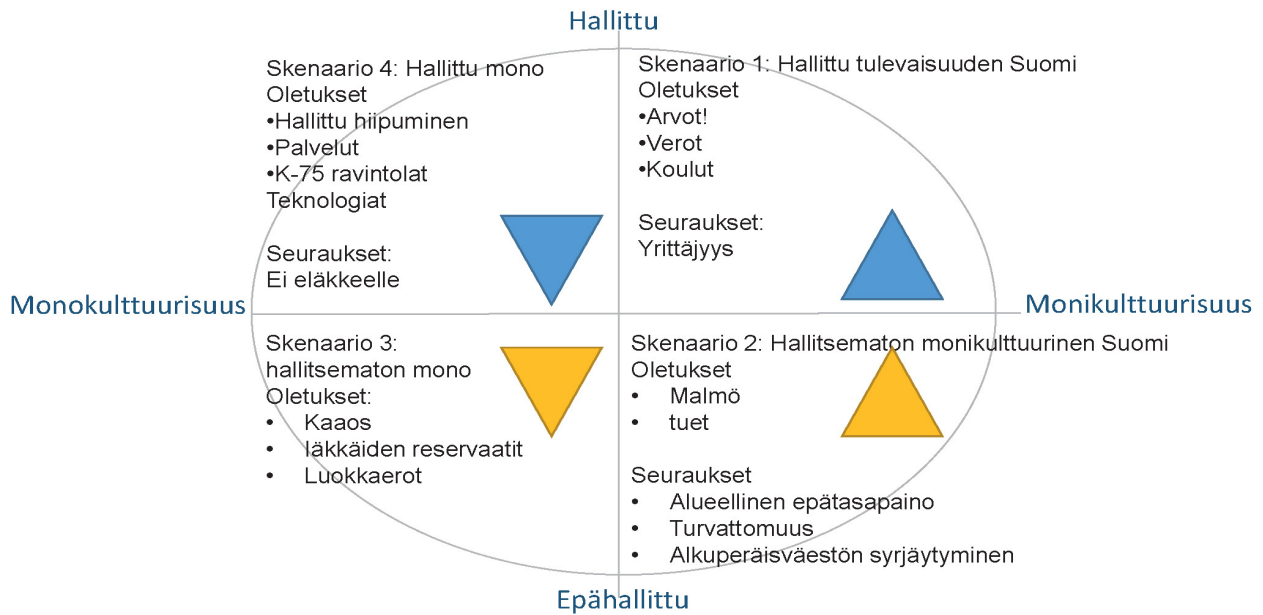 Hallittu
Skenaario 4: Hallittu mono
Oletukset
•Hallittu hiipuminen
•Palvelut
•K-75 ravintolat
Teknologiat
Seuraukset:
Ei eläkkeelle
Skenaario 1: Hallittu tulevaisuuden Suomi
Oletukset
•Arvot!
•Verot
•Koulut
Seuraukset:
Yrittäjyys
Monokulttuurisuus
Monikulttuurisuus
Skenaario 3:
hallitsematon mono
Oletukset:
• Kaaos
• Iäkkäiden reservaatit
• Luokkaerot
Skenaario 2: Hallitsematon monikulttuurinen Suomi
Oletukset
• Malmö
• tuet
Seuraukset
• Alueellinen epätasapaino
• Turvattomuus
• Alkuperäisväestön syrjäytyminen
Epähallittu